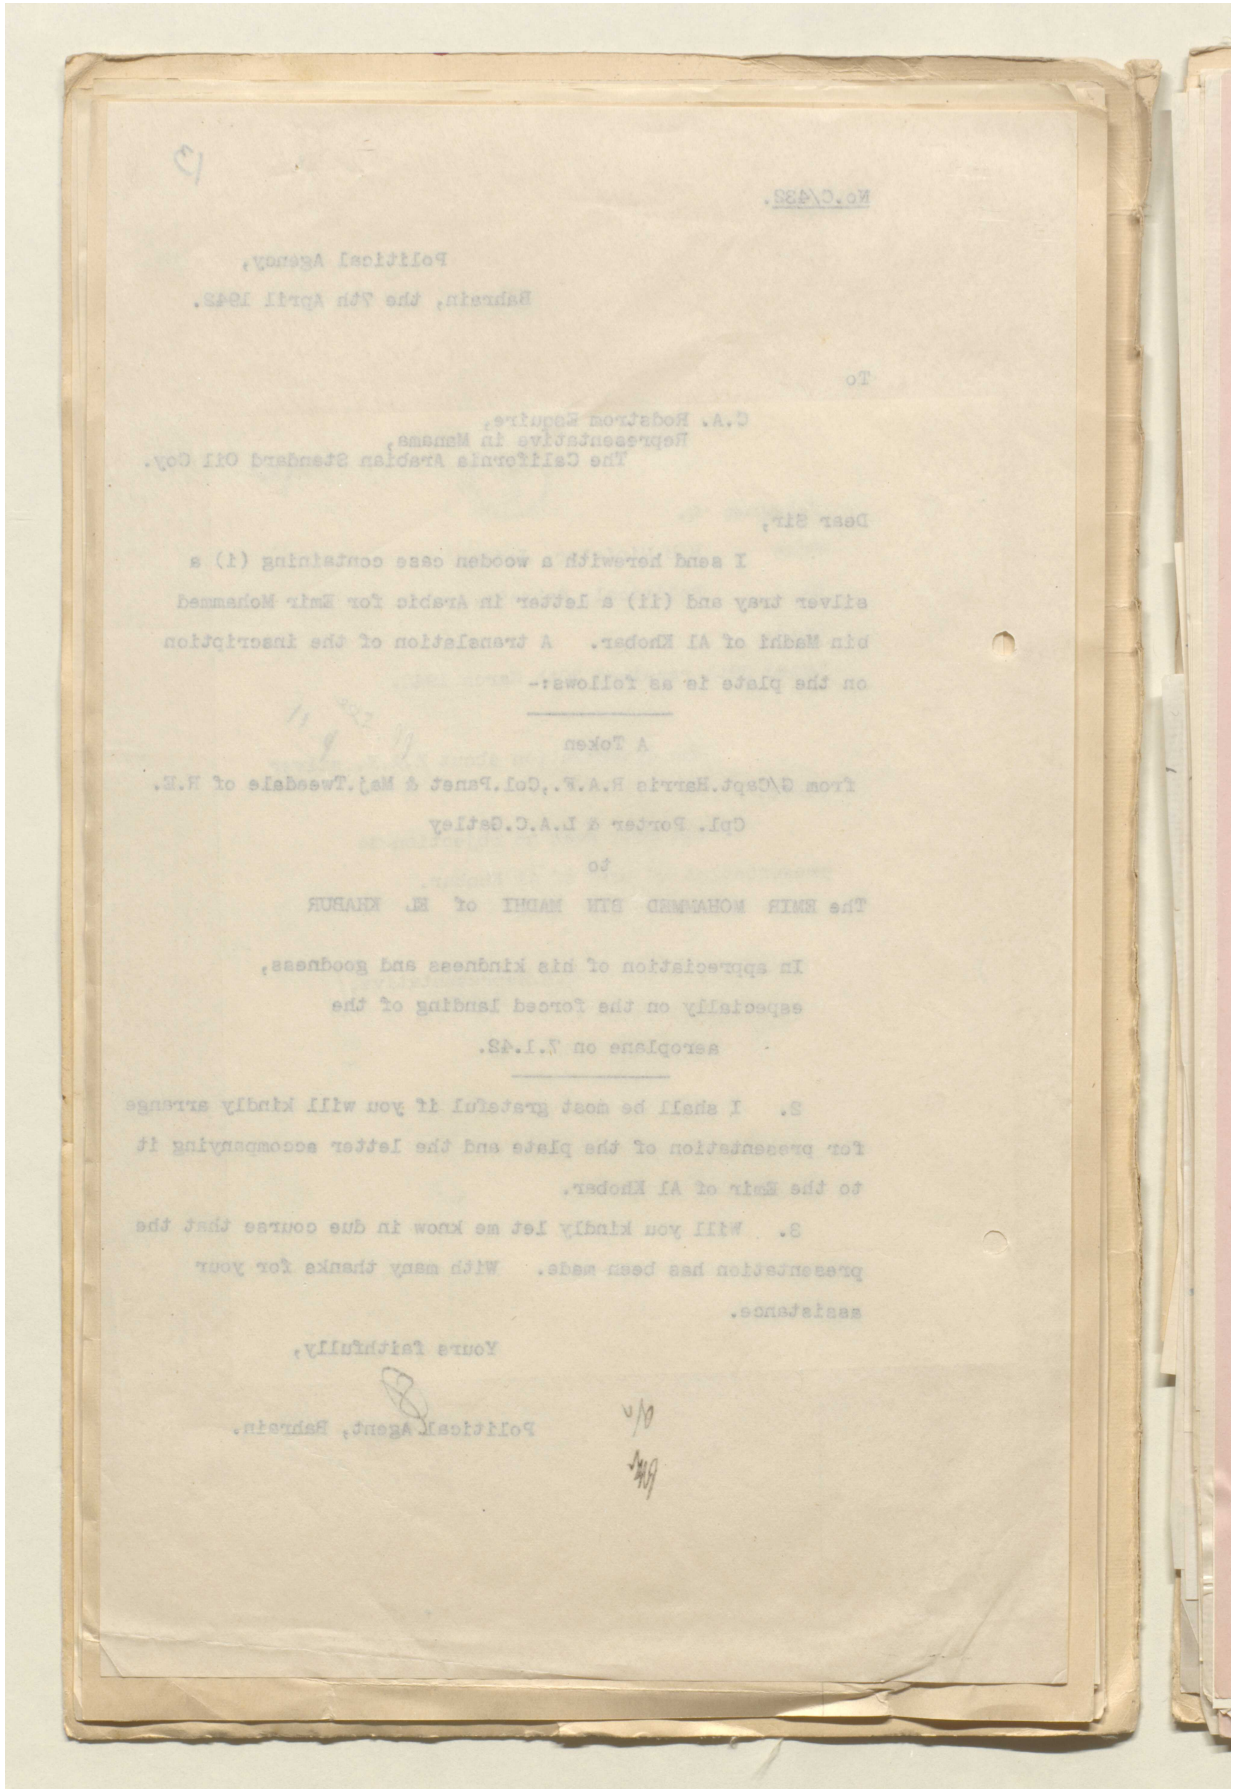 13
No.C/432.
Political Agency,
Bahrain, the 7th April 1942.
To
C.A. Rodstrom Esquire,
Representative in Manama,
The California Arabian Standard Oil Coy.
Dear Sir,
I send herewith a wooden case containing (i) a
silver tray and (ii) a letter in Arabic for Emir Mohammed
bin Madhi of Al Khobar. A translation of the inscription
on the plate is as follows:-
A Token
from G/Capt.Harris R.A.F.,Col.Panet & Maj.Tweedale of R.E.
Cpl. Porter & L.A.C.Gatley
to
The EMIR MOHAMMED BIN MADHI of EL KHABUR
In appreciation of his kindness and goodness,
especially on the forced landing of the
aeroplane on 7.1.42.
2. I shall be most grateful if you will kindly arrange
for presentation of the plate and the letter accompanying it
to the Emir of Al Khobar.
3. Will you kindly let me know in due course that the
presentation has been made. With many thanks for your
assistance.
Yours faithfully,
Political Agent, Bahrain.